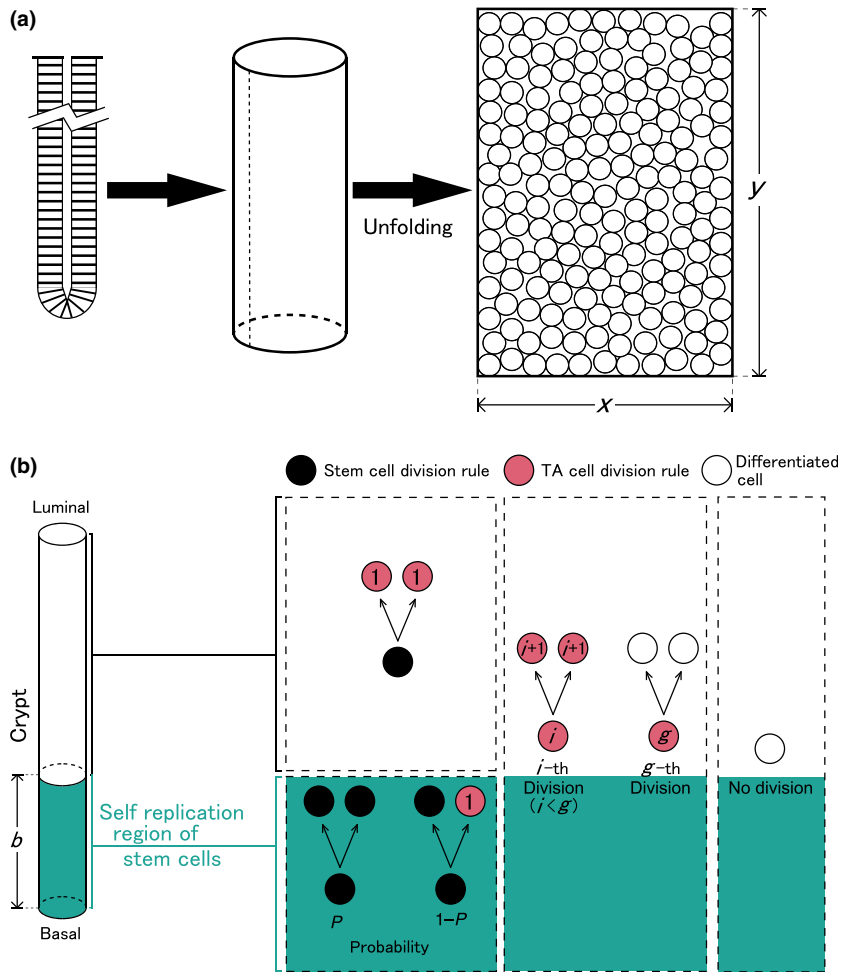 (a)
Unfolding
y
x
(b)
Stem cell division rule
TA cell division rule
Differentiated
cell
Luminal
Crypt
b
Basal
Self replication
region of
stem cells
1 1
i+1 i+1
i
i-th
Division
(i<g)
g
g-th
Division
No division
1
P
1-P
Probability